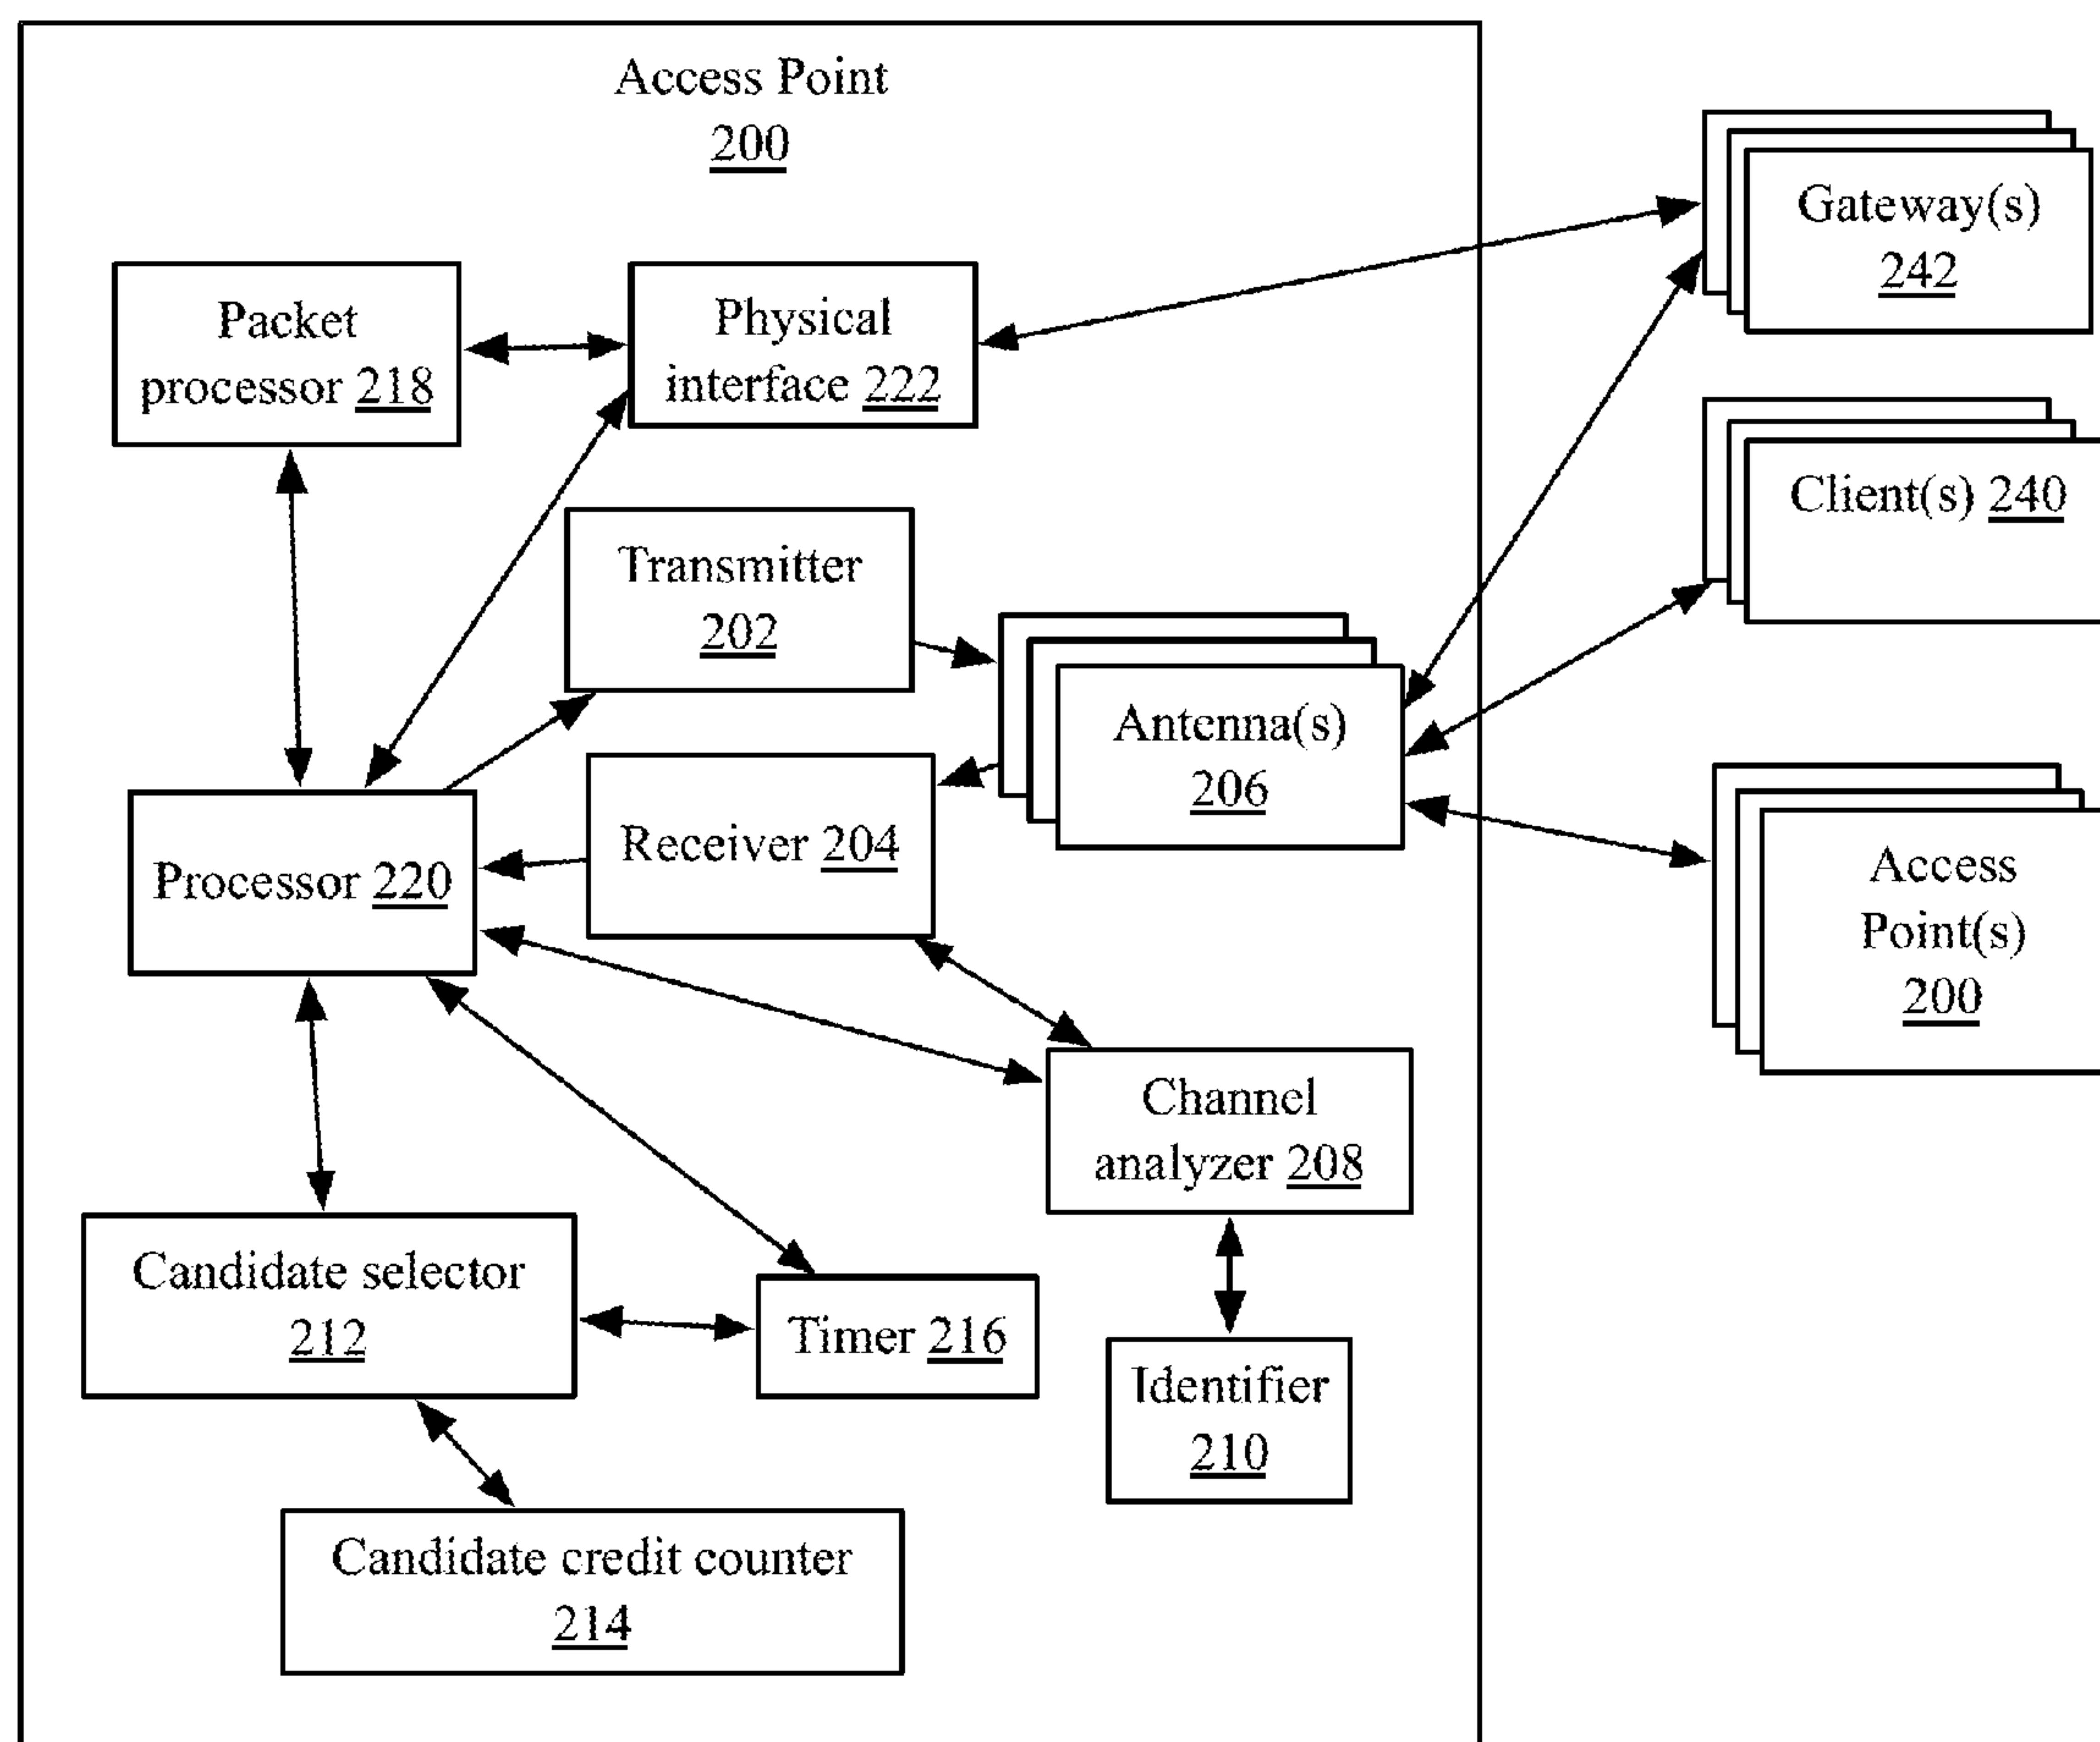 Access Point
200
Gateway(s)
242
Packet
processor 218
Physical
interface 222
Client(s) 240
Transmitter
202
Antenna(s)
206
Receiver 204
Processor 220
Access
Point(s)
200
Channel
analyzer 208
Candidate selector
212
Timer 216
Identifier
210
Candidate credit counter
214